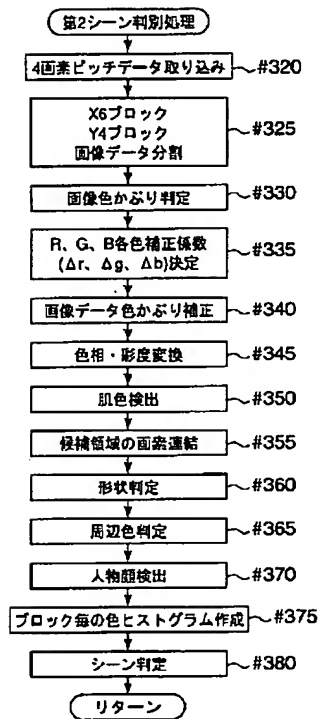 第2シーン判別処理
4画素ピッチデータ取り込み #320
X6ブロック
Y4ブロック
画像データ分割
#325
画像色かぶり判定 #330
R、G、B各色補正係数
(Δr、Δg、Δb)決定
#335
画像データ色かぶり補正 #340
色相・彩度変換 #345
肌色検出 #350
候補領域の画素連結 #355
形状判定 #360
周辺色判定 #365
人物顔検出 #370
ブロック毎の色ヒストグラム作成 #375
シーン判定 #380
リターン